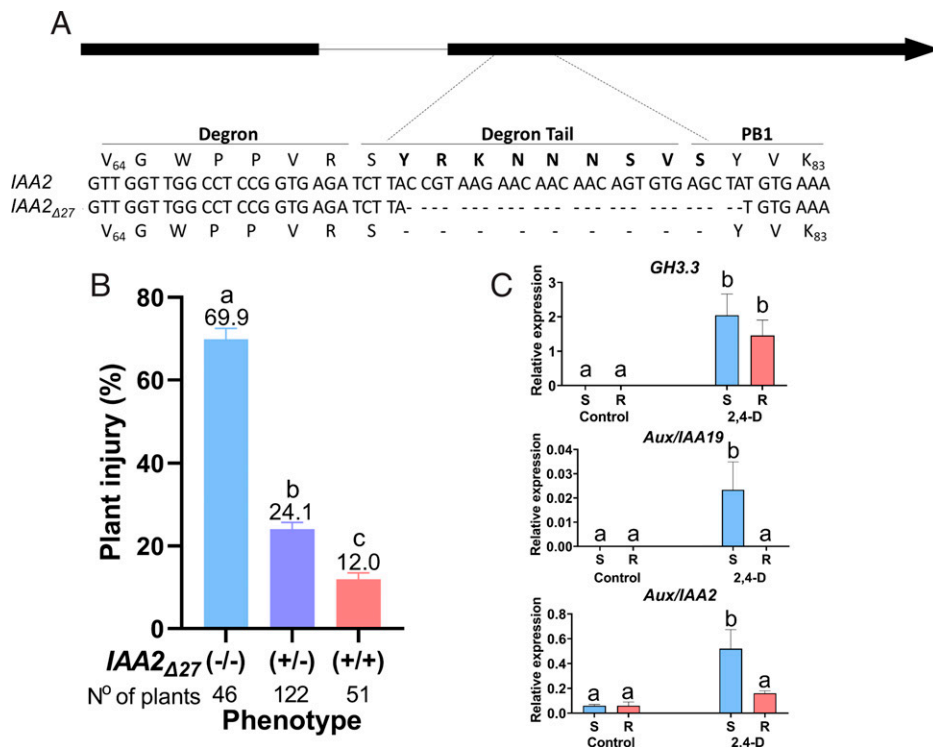 A
Degron Degron Tail PB1
V64 G W P P V R S Y R K N N N S V S Y V K83
IAA2 GTT GGT TGG CCT CCG GTG AGA TCT TAC CGT AAG AAC AAC AAC AGT GTG AGC TAT GTG AAA
IAA2Δ27 GTT GGT TGG CCT CCG GTG AGA TCT TA- --- --- --- --- --- --- --- --- --T GTG AAA
V64 G W P P V R S - - - - - - - - - Y V K83
B
Plant injury (%)
80
60
40
20
0
a
69.9
b
24.1
c
12.0
IAA2Δ27 (-/-) (+/-) (+/+)
Nº of plants 46 122 51
Phenotype
C
GH3.3
Relative expression
3
2
1
0
a a b b
S R S R
Control 2,4-D
Aux/IAA19
Relative expression
0.04
0.03
0.02
0.01
0.00
a a b a
S R S R
Control 2,4-D
Aux/IAA2
Relative expression
0.8
0.6
0.4
0.2
0.0
a a b a
S R S R
Control 2,4-D